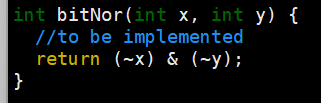 int bitNor(int x, int y) {
  //to be implemented
  return (~x) & (~y);
}